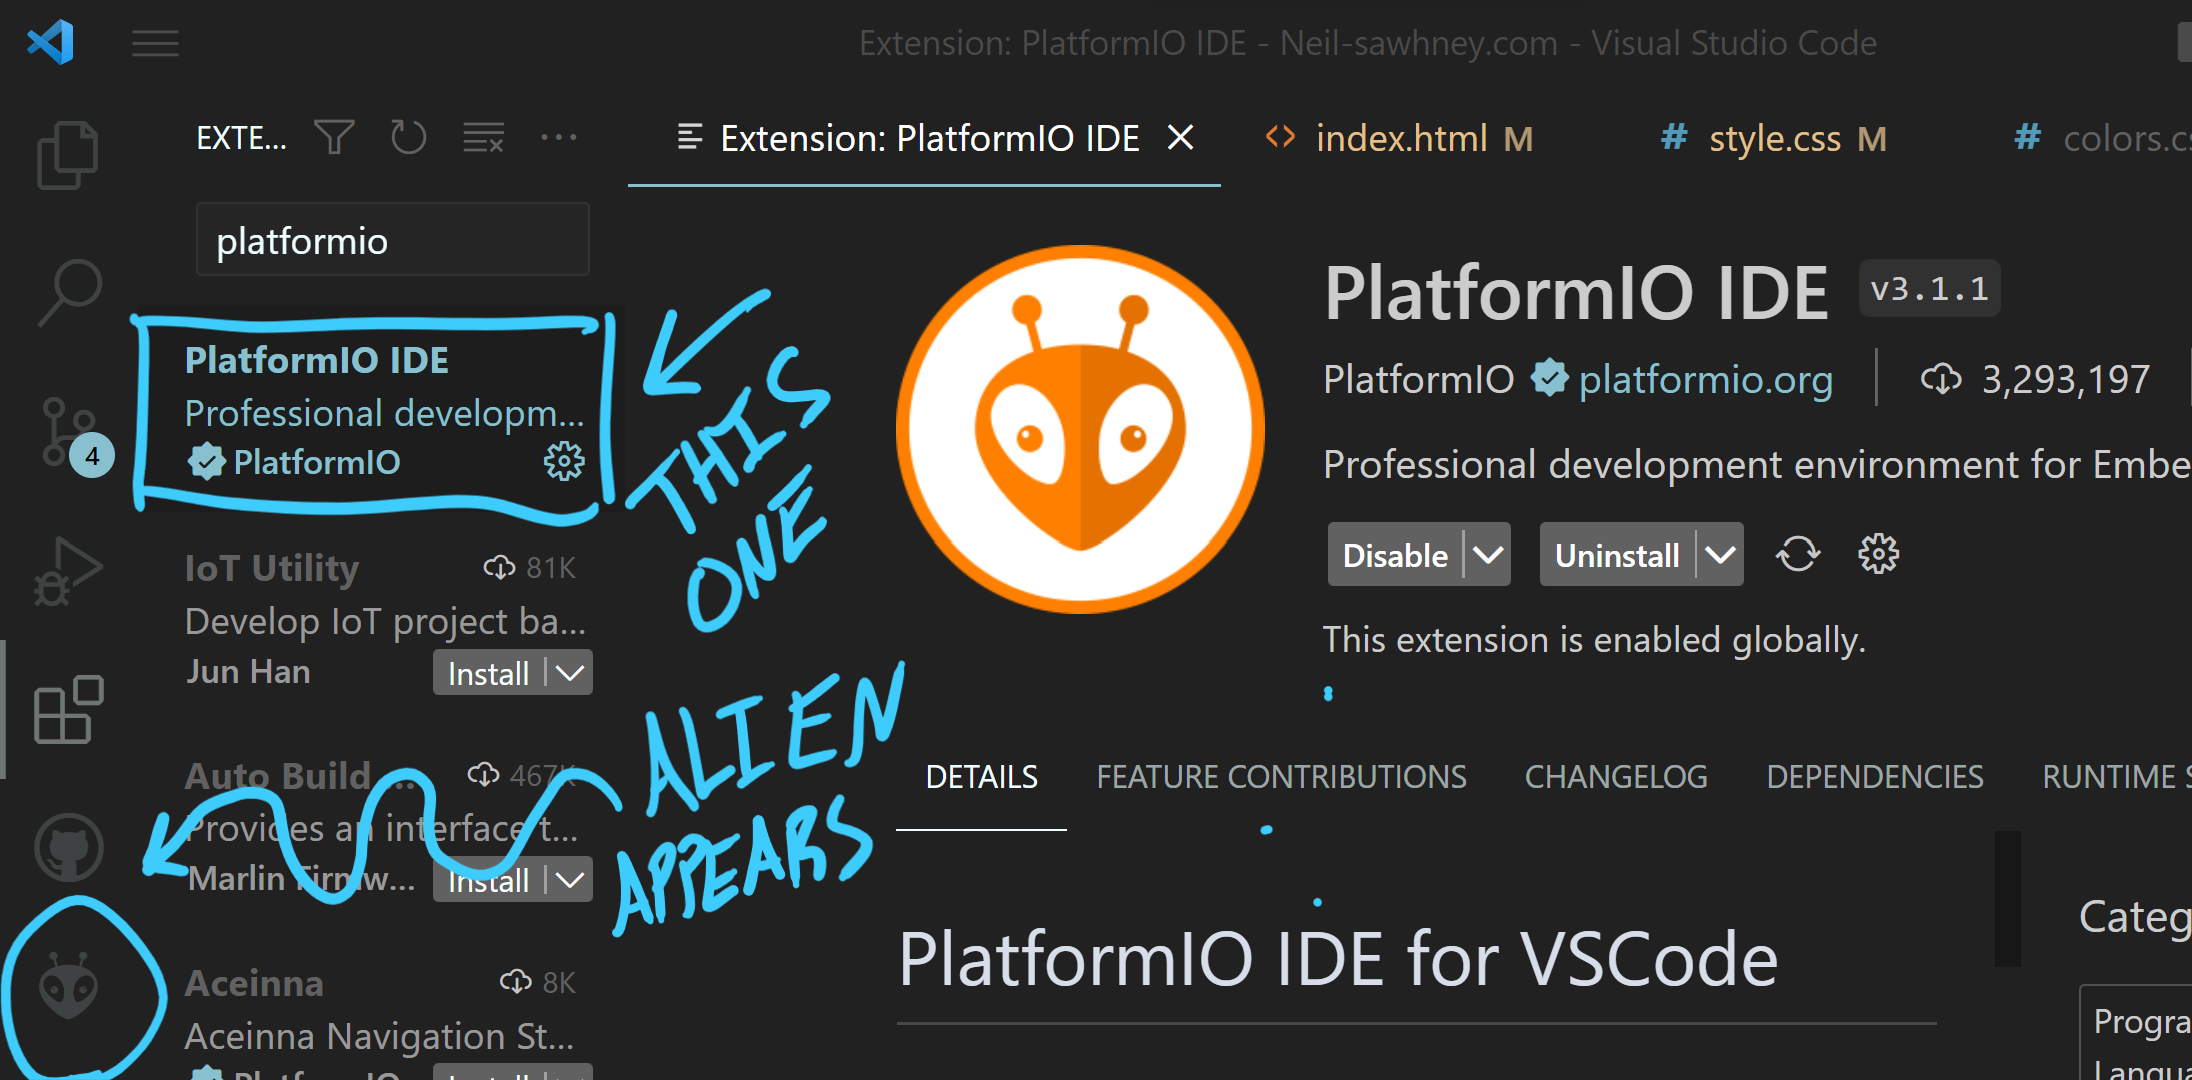 Extension: PlatformIO IDE - Neil-sawhney.com - Visual Studio Code
EXTE...
Extension: PlatformIO IDE
index.html M
style.css M
colors.cs
platformio
PlatformIO IDE
Professional developm...
PlatformIO
4
IoT Utility 81K
Develop IoT project ba...
Jun Han
Install
Auto Build ... 467K
Provides an interface t...
Marlin Firmw...
Install
Aceinna 8K
Aceinna Navigation St...
PlatformIO
Install
THIS
ONE
ALIEN
APPEARS
PlatformIO IDE v3.1.1
PlatformIO platformio.org 3,293,197
Professional development environment for Embe
Disable Uninstall
This extension is enabled globally.
DETAILS FEATURE CONTRIBUTIONS CHANGELOG DEPENDENCIES RUNTIME S
PlatformIO IDE for VSCode
Categ
Progra
Langua